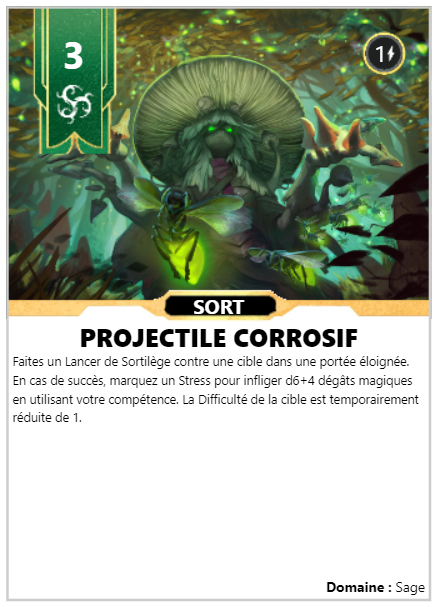 3
1
SORT
PROJECTILE CORROSIF
Faites un Lancer de Sortilège contre une cible dans une portée éloignée.
En cas de succès, marquez un Stress pour infliger d6+4 dégâts magiques
en utilisant votre compétence. La Difficulté de la cible est temporairement
réduite de 1.
Domaine : Sage